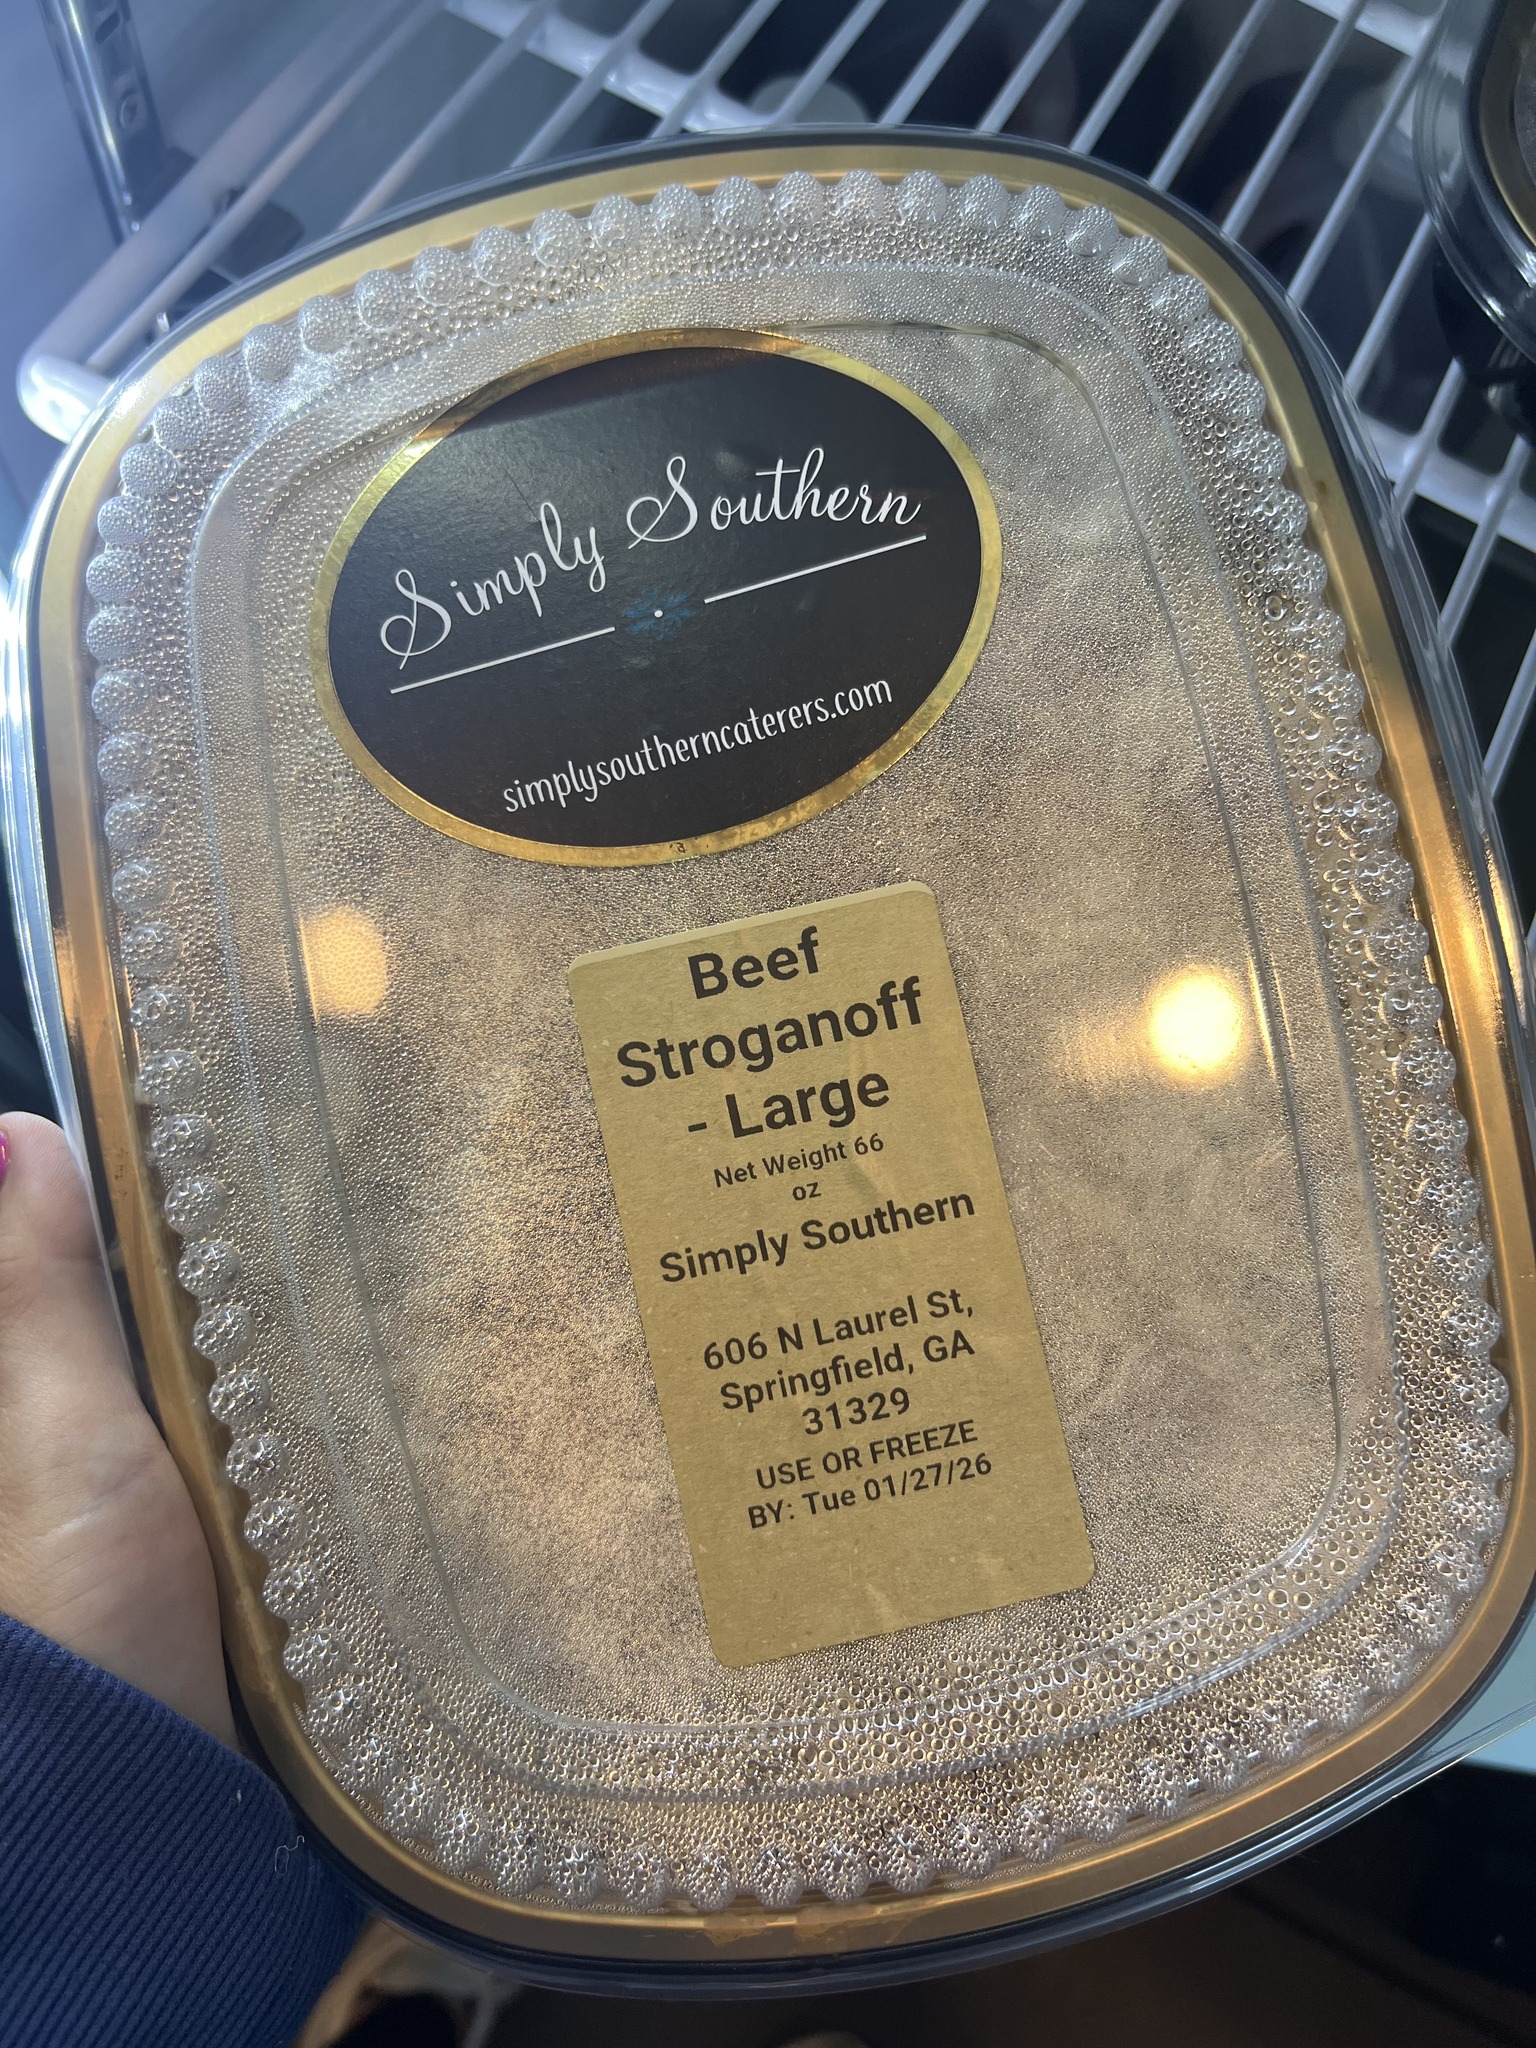 Simply Southern
simplysoutherncaterers.com
Beef
Stroganoff
- Large
Net Weight 66
oz
Simply Southern
606 N Laurel St,
Springfield, GA
31329
USE OR FREEZE
BY: Tue 01/27/26